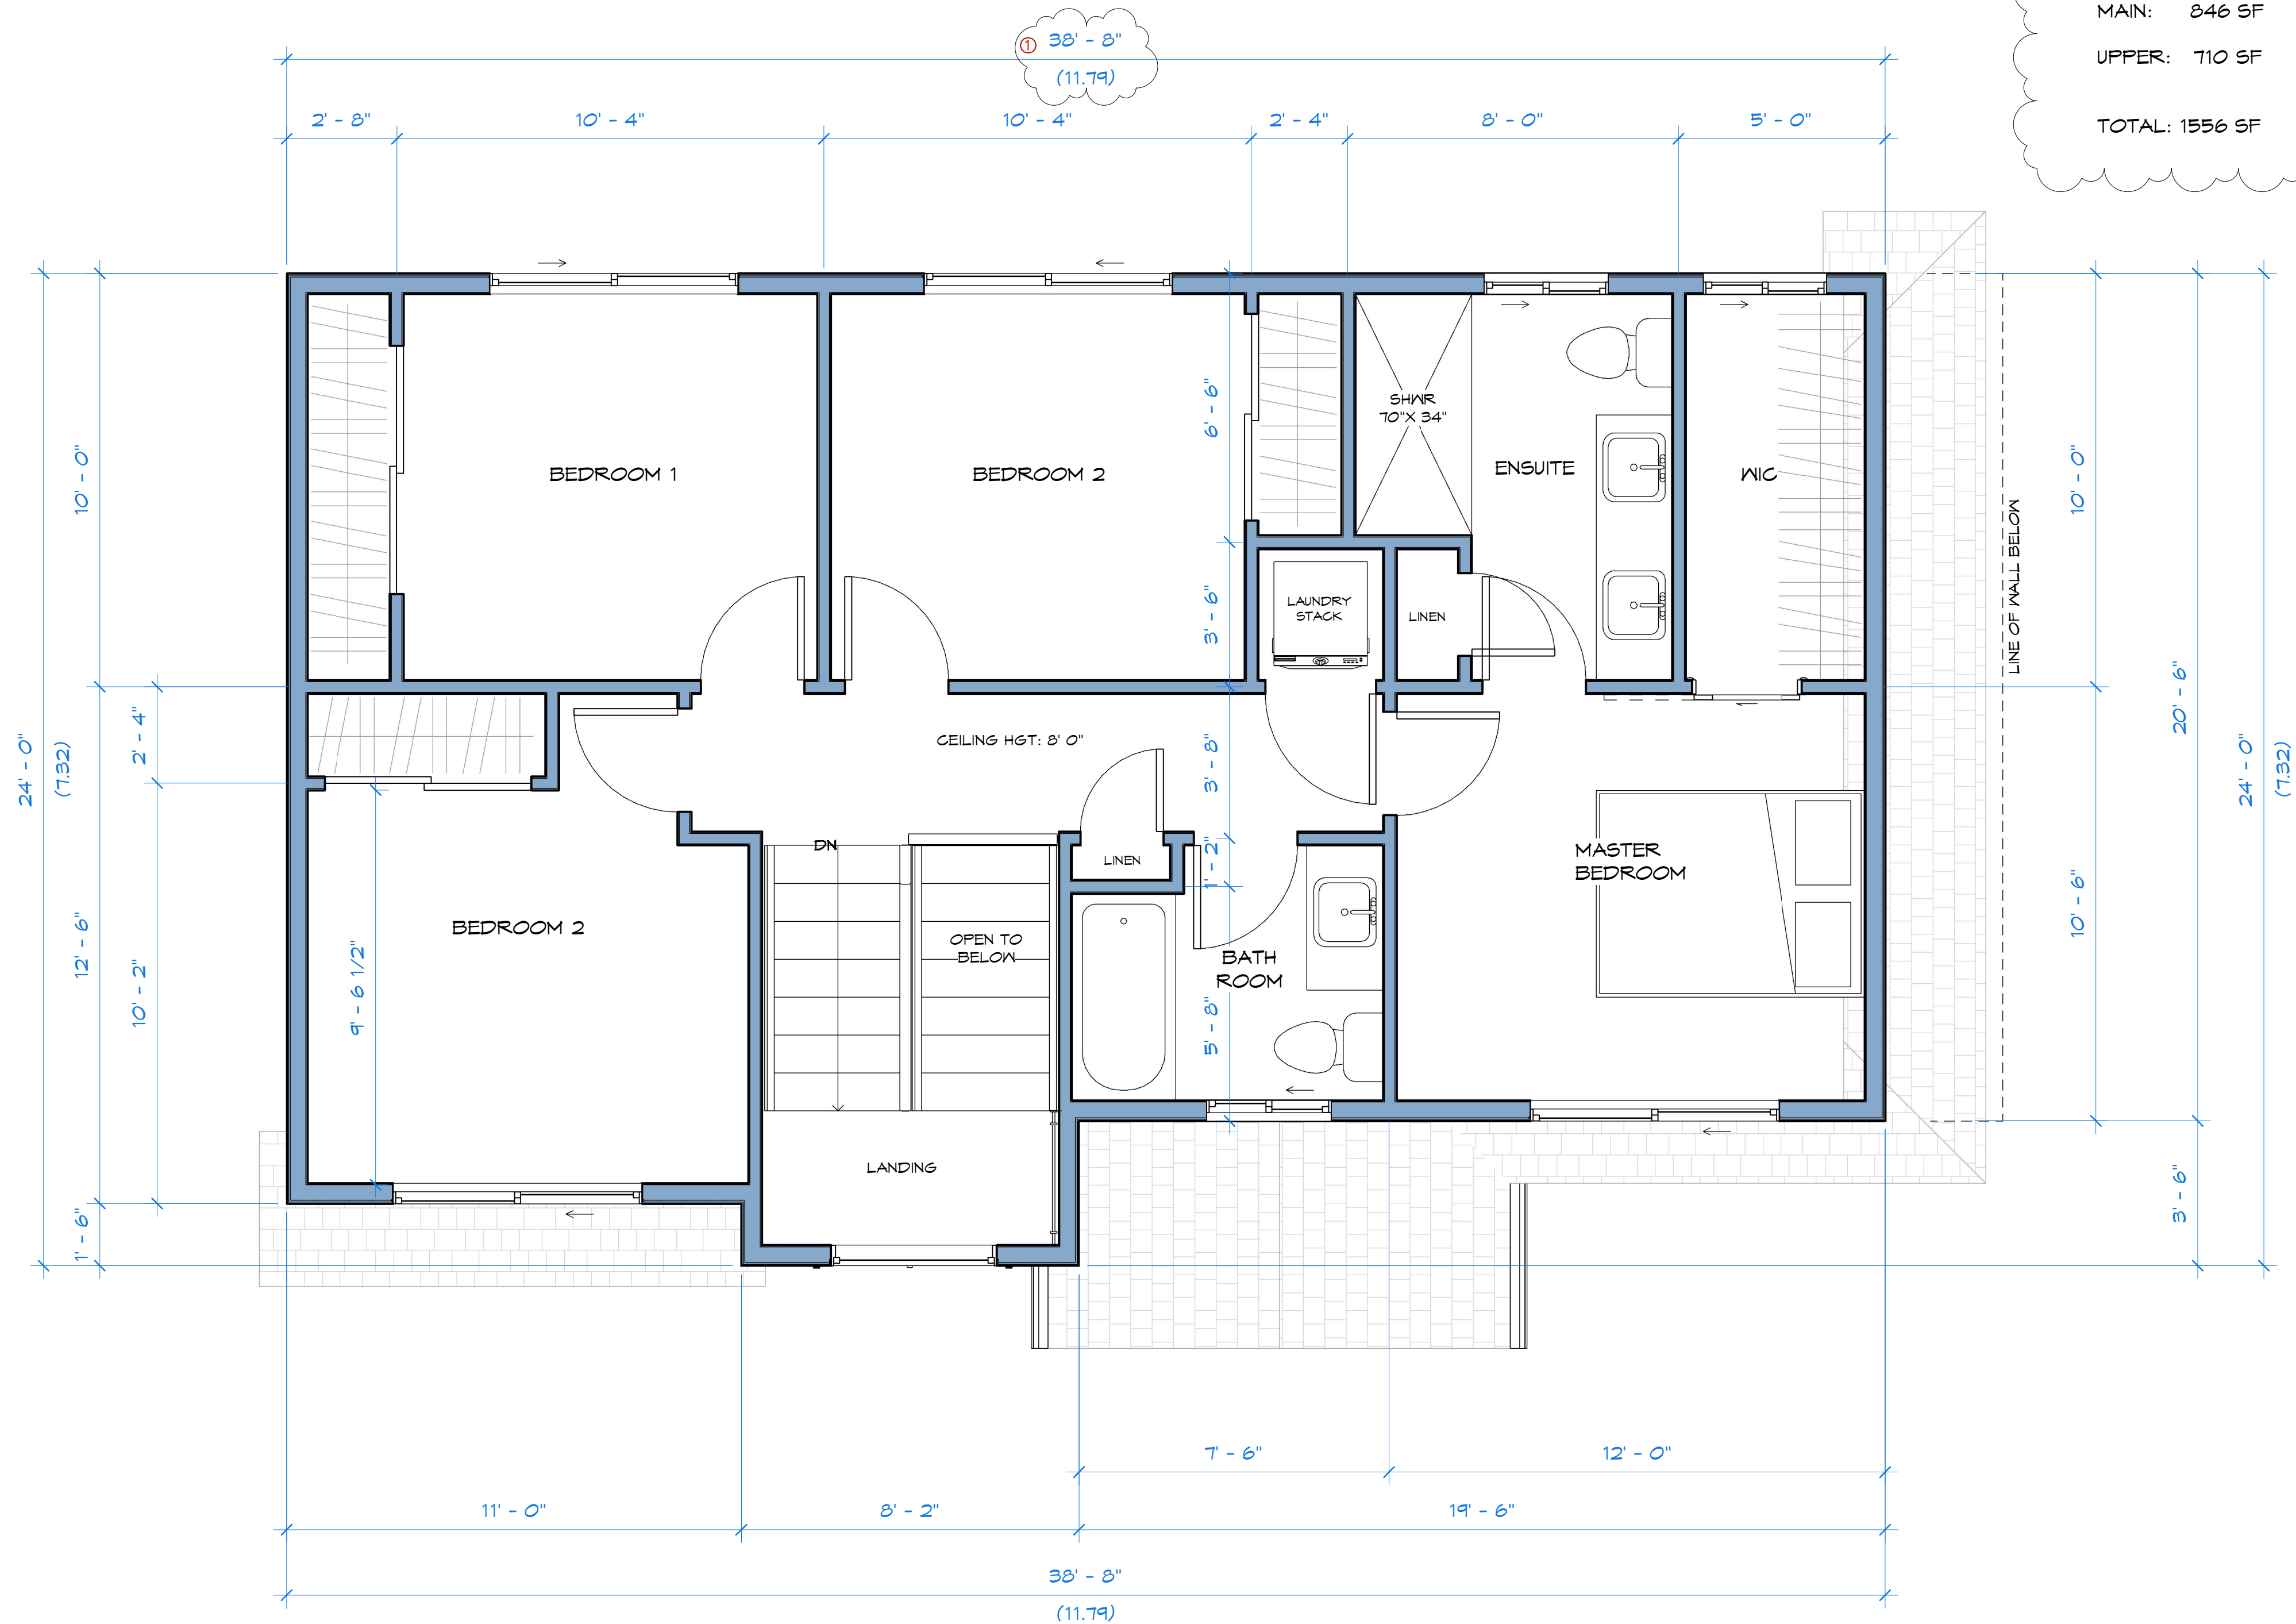 MAIN: 846 SF
UPPER: 710 SF
TOTAL: 1556 SF
1 38' - 8"
(11.79)
2' - 8"
10' - 4"
10' - 4"
2' - 4"
8' - 0"
5' - 0"
24' - 0"
(7.32)
10' - 0"
12' - 6"
1' - 6"
2' - 4"
10' - 2"
9' - 6 1/2"
BEDROOM 1
BEDROOM 2
6' - 6"
3' - 6"
3' - 8"
1' - 2"
5' - 8"
SHWR
70"X 34"
ENSUITE
WIC
LAUNDRY
STACK
LINEN
CEILING HGT: 8' 0"
DN
LINEN
MASTER
BEDROOM
BEDROOM 2
OPEN TO
BELOW
BATH
ROOM
LANDING
LINE OF WALL BELOW
10' - 0"
10' - 6"
20' - 6"
3' - 6"
24' - 0"
(7.32)
7' - 6"
12' - 0"
11' - 0"
8' - 2"
19' - 6"
38' - 8"
(11.79)